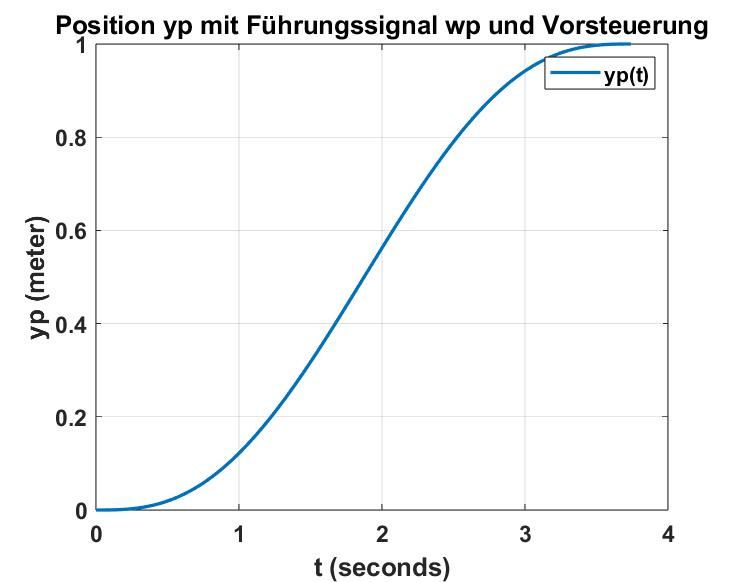 Position yp mit Führungssignal wp und Vorsteuerung
1
yp(t)
0.8
0.6
yp (meter)
0.4
0.2
0
0 1 2 3 4
t (seconds)